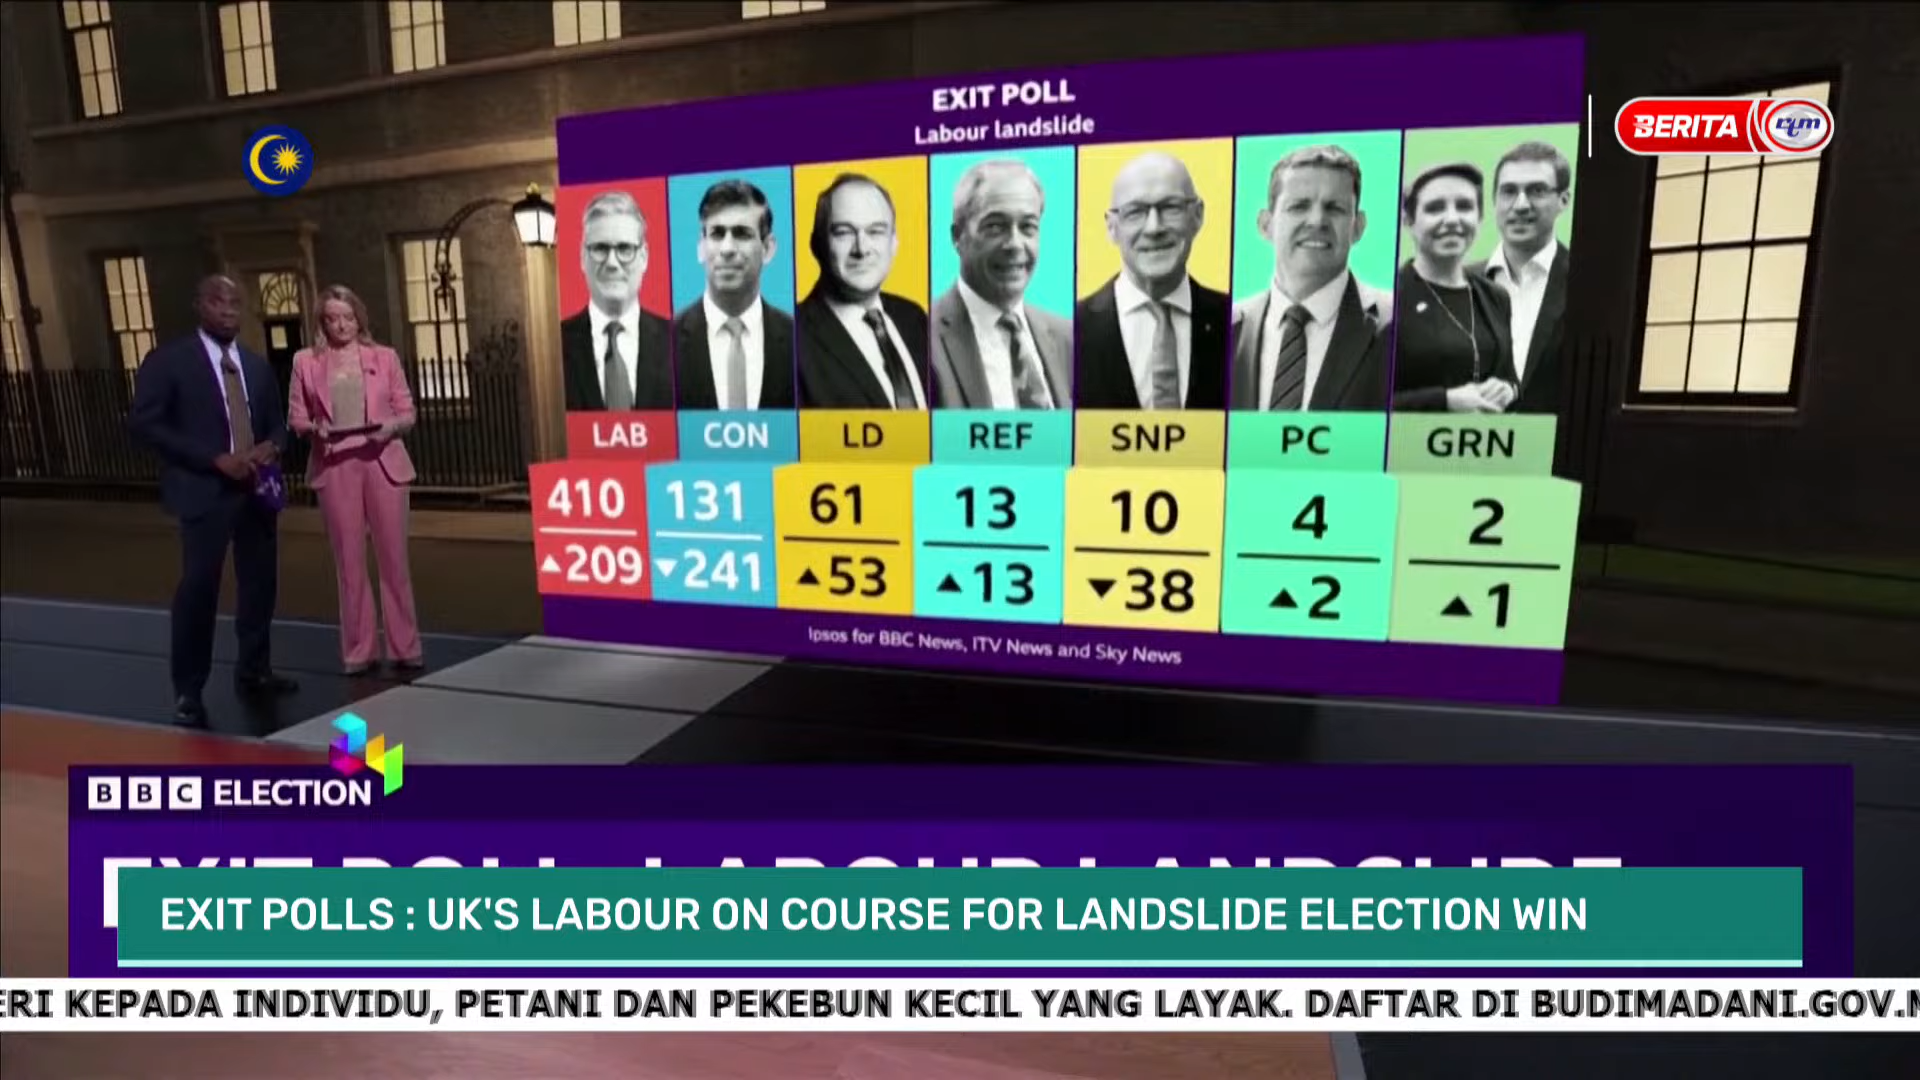 EXIT POLL
Labour landslide
BERITA rtm
LAB CON LD REF SNP PC GRN
410 131 61 13 10 4 2
▲209 ▼241 ▲53 ▲13 ▼38 ▲2 ▲1
Ipsos for BBC News, ITV News and Sky News
BBC ELECTION
EXIT POLLS : UK'S LABOUR ON COURSE FOR LANDSLIDE ELECTION WIN
KEPADA INDIVIDU, PETANI DAN PEKEBUN KECIL YANG LAYAK. DAFTAR DI BUDIMADANI.GOV.M